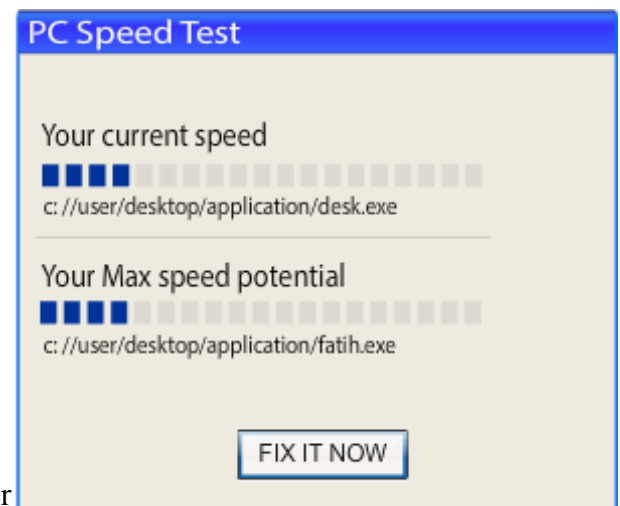 PC Speed Test
Your current speed
c: //user/desktop/application/desk.exe
Your Max speed potential
c: //user/desktop/application/fatih.exe
FIX IT NOW
r